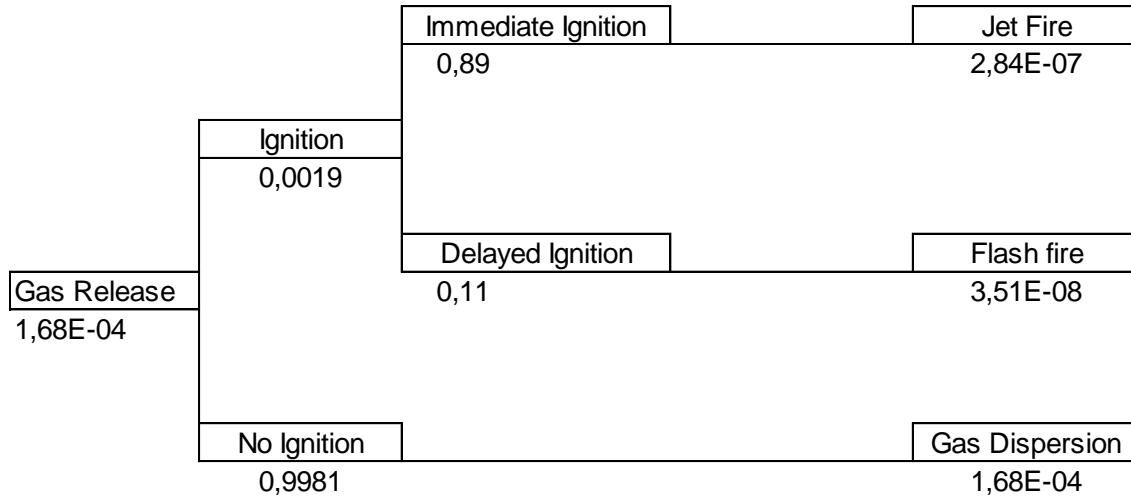 Immediate Ignition
Jet Fire
0,89
2,84E-07
Ignition
0,0019
Delayed Ignition
Flash fire
0,11
3,51E-08
Gas Release
1,68E-04
No Ignition
Gas Dispersion
0,9981
1,68E-04